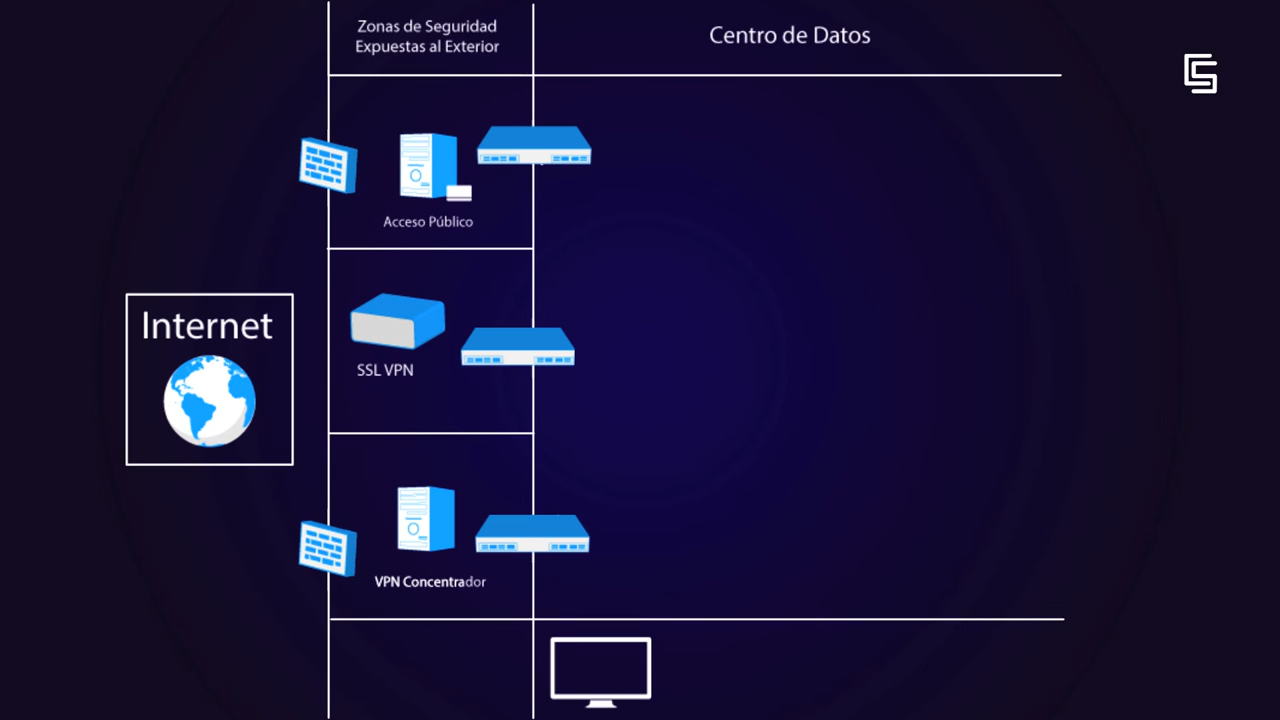 Zonas de Seguridad
Expuestas al Exterior
Centro de Datos
Acceso Público
Internet
SSL VPN
VPN Concentrador